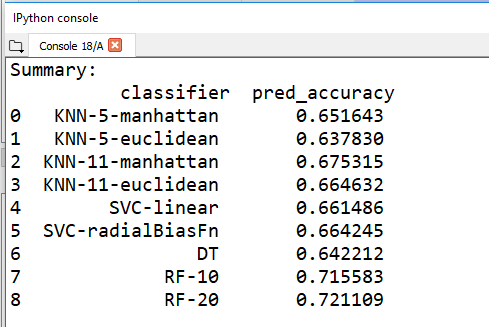 IPython console
Console 18/A
Summary:
classifier pred_accuracy
0 KNN-5-manhattan 0.651643
1 KNN-5-euclidean 0.637830
2 KNN-11-manhattan 0.675315
3 KNN-11-euclidean 0.664632
4 SVC-linear 0.661486
5 SVC-radialBiasFn 0.664245
6 DT 0.642212
7 RF-10 0.715583
8 RF-20 0.721109